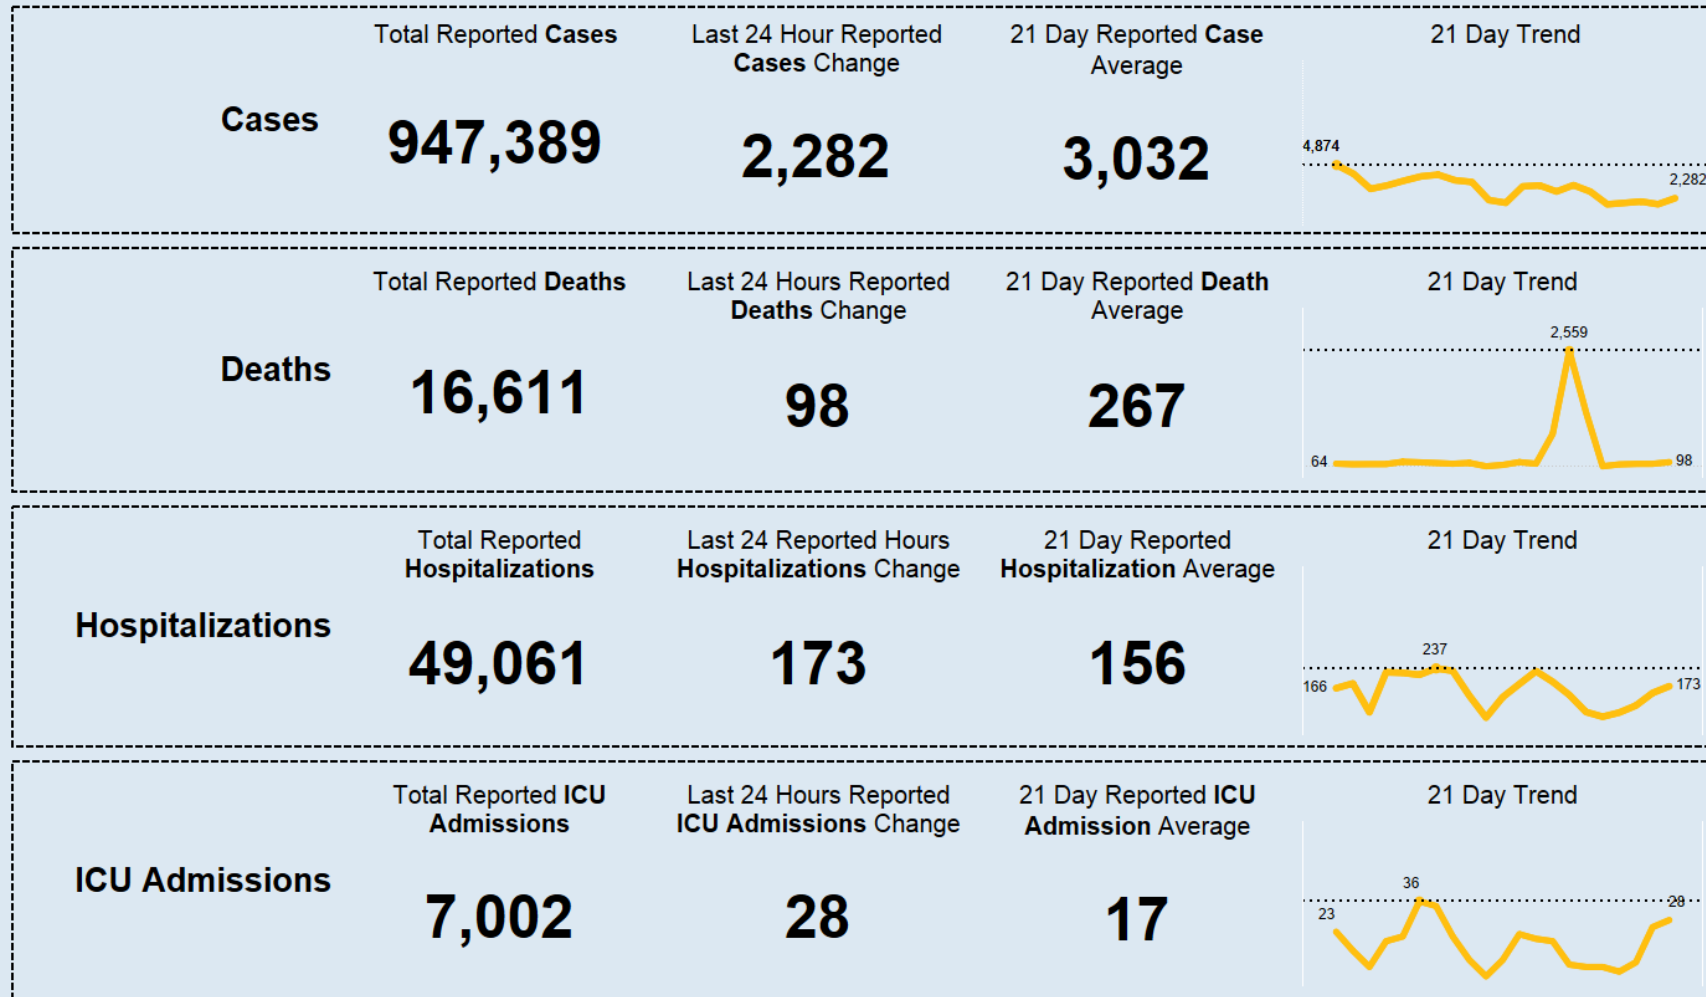 Total Reported Cases
Last 24 Hour Reported
Cases Change
21 Day Reported Case
Average
21 Day Trend
Cases
947,389
2,282
3,032
4,874
2,282
Total Reported Deaths
Last 24 Hours Reported
Deaths Change
21 Day Reported Death
Average
21 Day Trend
Deaths
16,611
98
267
2,559
64
98
Total Reported
Hospitalizations
Last 24 Reported Hours
Hospitalizations Change
21 Day Reported
Hospitalization Average
21 Day Trend
Hospitalizations
49,061
173
156
237
166
173
Total Reported ICU
Admissions
Last 24 Hours Reported
ICU Admissions Change
21 Day Reported ICU
Admission Average
21 Day Trend
ICU Admissions
7,002
28
17
36
23
28